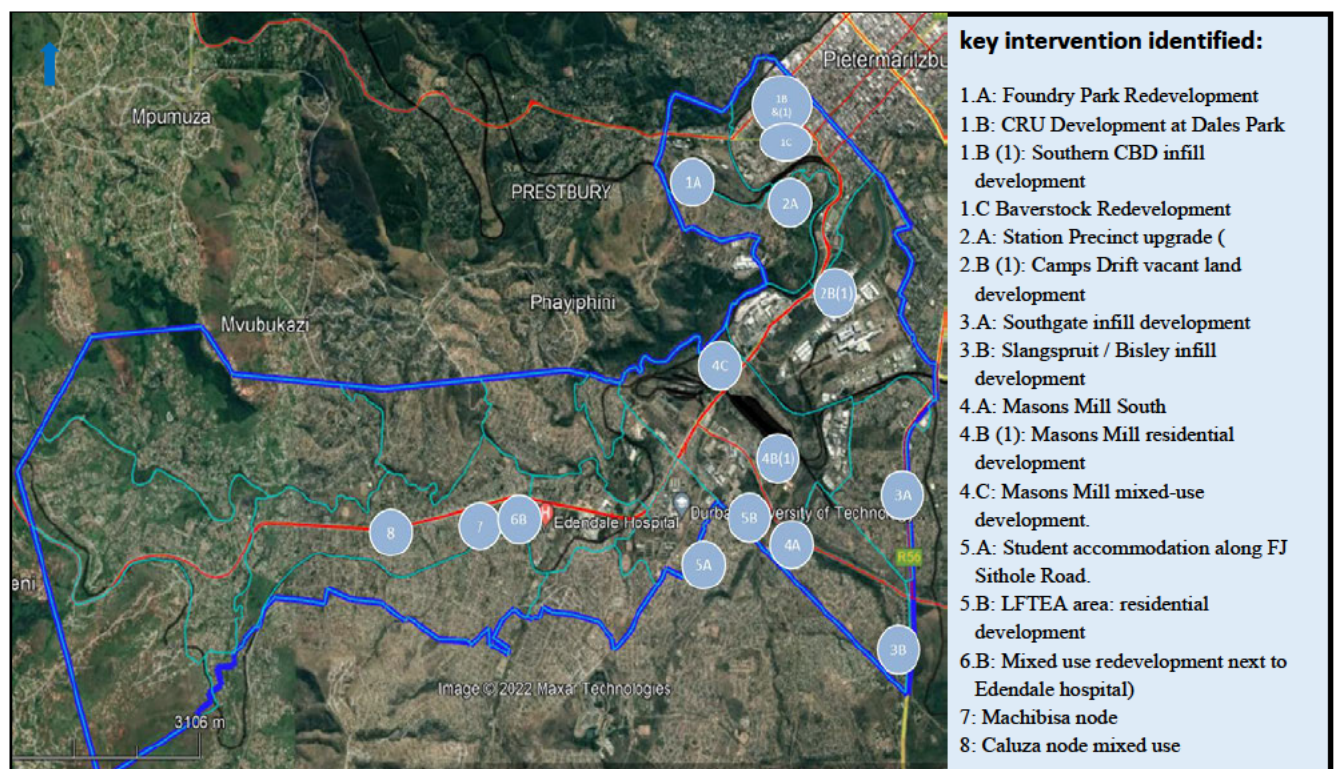 Pietermaritzbu
Mpumuza
1B
&(1)
1C
1A
PRESTBURY
2A
Phayiphini
2B(1)
Mvubukazi
4C
4B(1)
3A
Edendale Hospital
Durba
versity of Technolog
5B
6B
7
8
4A
5A
R56
eni
3B
Image © 2022 Maxar Technologies
3106 m
key intervention identified:
1.A: Foundry Park Redevelopment
1.B: CRU Development at Dales Park
1.B (1): Southern CBD infill
development
1.C Baverstock Redevelopment
2.A: Station Precinct upgrade (
2.B (1): Camps Drift vacant land
development
3.A: Southgate infill development
3.B: Slangspruit / Bisley infill
development
4.A: Masons Mill South
4.B (1): Masons Mill residential
development
4.C: Masons Mill mixed-use
development.
5.A: Student accommodation along FJ
Sithole Road.
5.B: LFTEA area: residential
development
6.B: Mixed use redevelopment next to
Edendale hospital)
7: Machibisa node
8: Caluza node mixed use